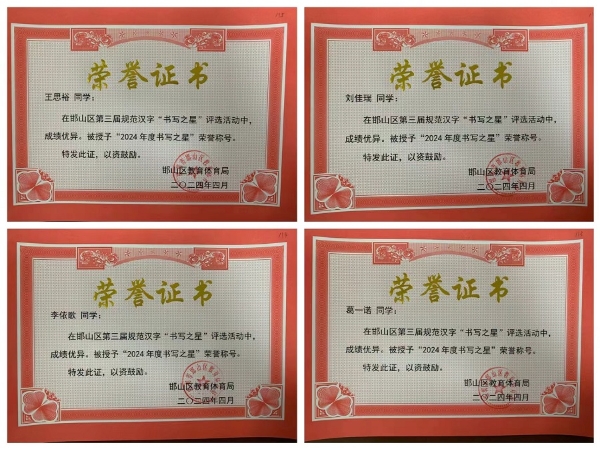 荣誉证书
王思裕 同学：
在邯山区第三届规范汉字“书写之星”评选活动中，
成绩优异。被授予“2024年度书写之星”荣誉称号。
特发此证，以资鼓励。
邯山区教育体育局
二〇二四年四月
荣誉证书
刘佳瑞 同学：
在邯山区第三届规范汉字“书写之星”评选活动中，
成绩优异。被授予“2024年度书写之星”荣誉称号。
特发此证，以资鼓励。
邯山区教育体育局
二〇二四年四月
荣誉证书
李依歌 同学：
在邯山区第三届规范汉字“书写之星”评选活动中，
成绩优异。被授予“2024年度书写之星”荣誉称号。
特发此证，以资鼓励。
邯山区教育体育局
二〇二四年四月
荣誉证书
葛一诺 同学：
在邯山区第三届规范汉字“书写之星”评选活动中，
成绩优异。被授予“2024年度书写之星”荣誉称号。
特发此证，以资鼓励。
邯山区教育体育局
二〇二四年四月